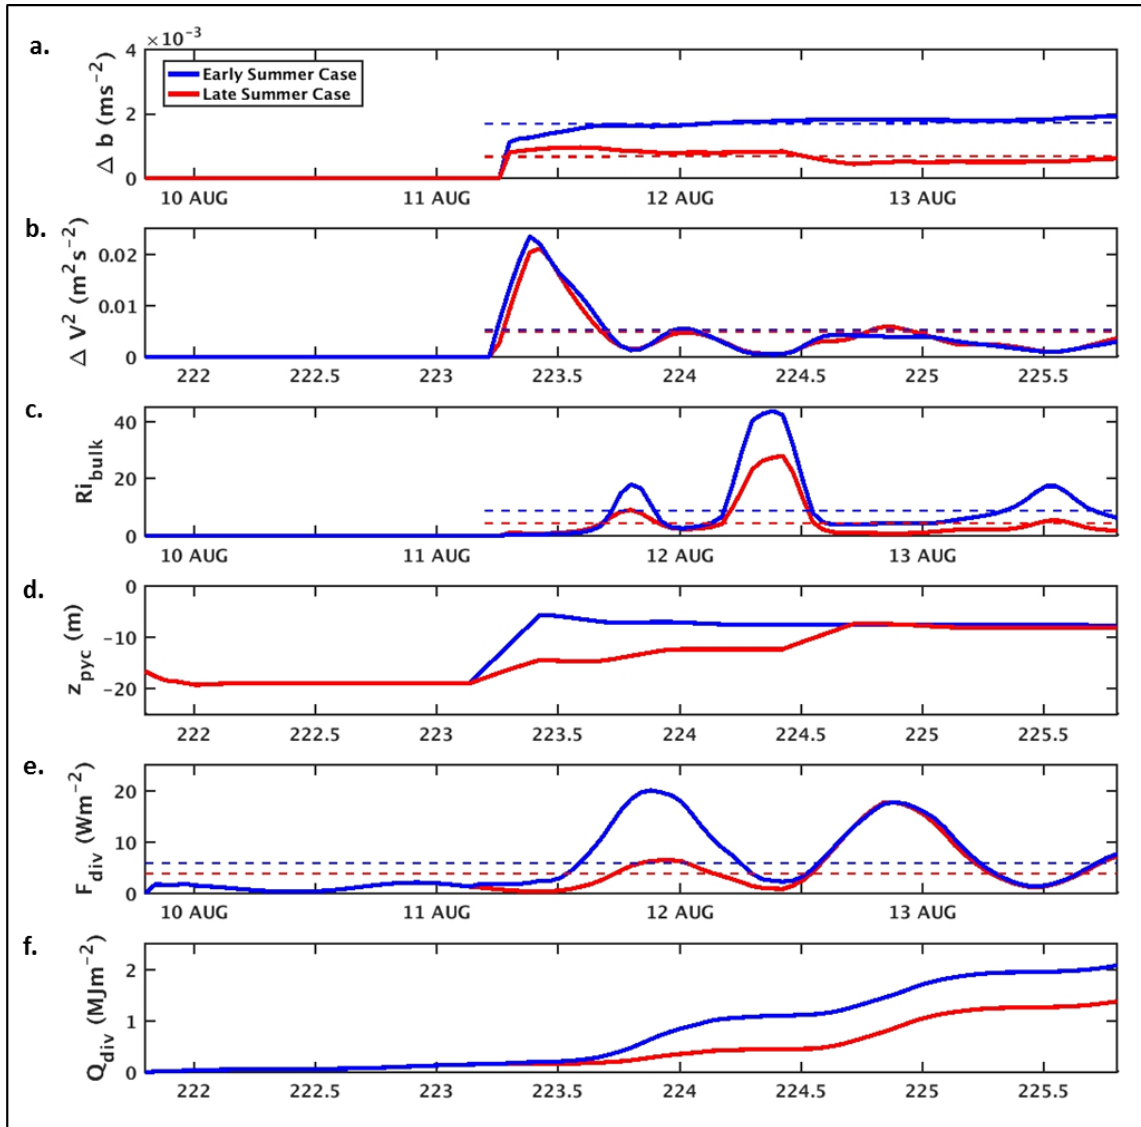 a.
×10⁻³
4
2
0
Δ b (ms⁻²)
Early Summer Case
Late Summer Case
10 AUG 11 AUG 12 AUG 13 AUG
b.
0.02
0.01
0
Δ V² (m² s⁻²)
222 222.5 223 223.5 224 224.5 225 225.5
c.
40
20
0
Ri_bulk
10 AUG 11 AUG 12 AUG 13 AUG
d.
0
-10
-20
z_pyc (m)
222 222.5 223 223.5 224 224.5 225 225.5
e.
20
10
0
F_div (Wm⁻²)
10 AUG 11 AUG 12 AUG 13 AUG
f.
2
1
0
Q_div (MJm⁻²)
222 222.5 223 223.5 224 224.5 225 225.5